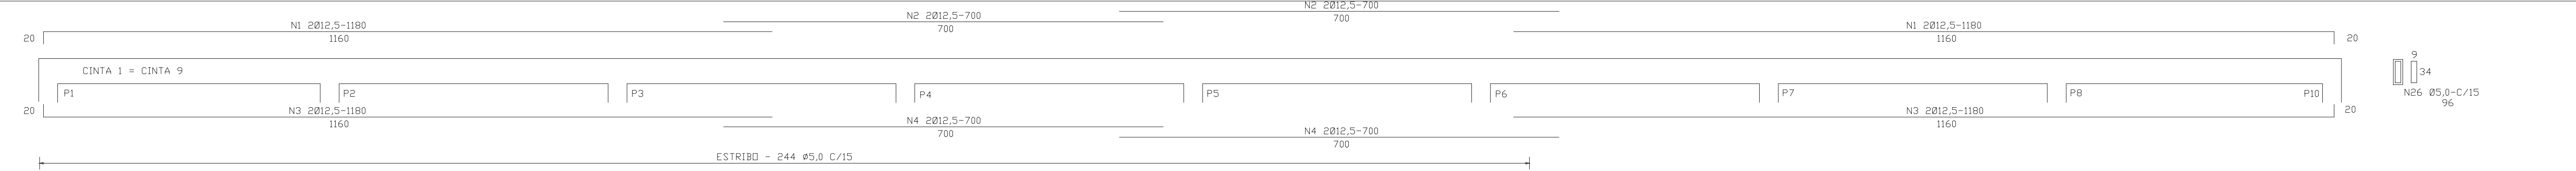 N2 2Ø12,5-700
700
N2 2Ø12,5-700
700
N1 2Ø12,5-1180
1160
20
N1 2Ø12,5-1180
1160
20
CINTA 1 = CINTA 9
P1
P2
P3
P4
P5
P6
P7
P8
P10
9
34
N26 Ø5,0-C/15
96
20
N3 2Ø12,5-1180
1160
N4 2Ø12,5-700
700
N4 2Ø12,5-700
700
N3 2Ø12,5-1180
1160
20
ESTRIBO - 244 Ø5,0 C/15